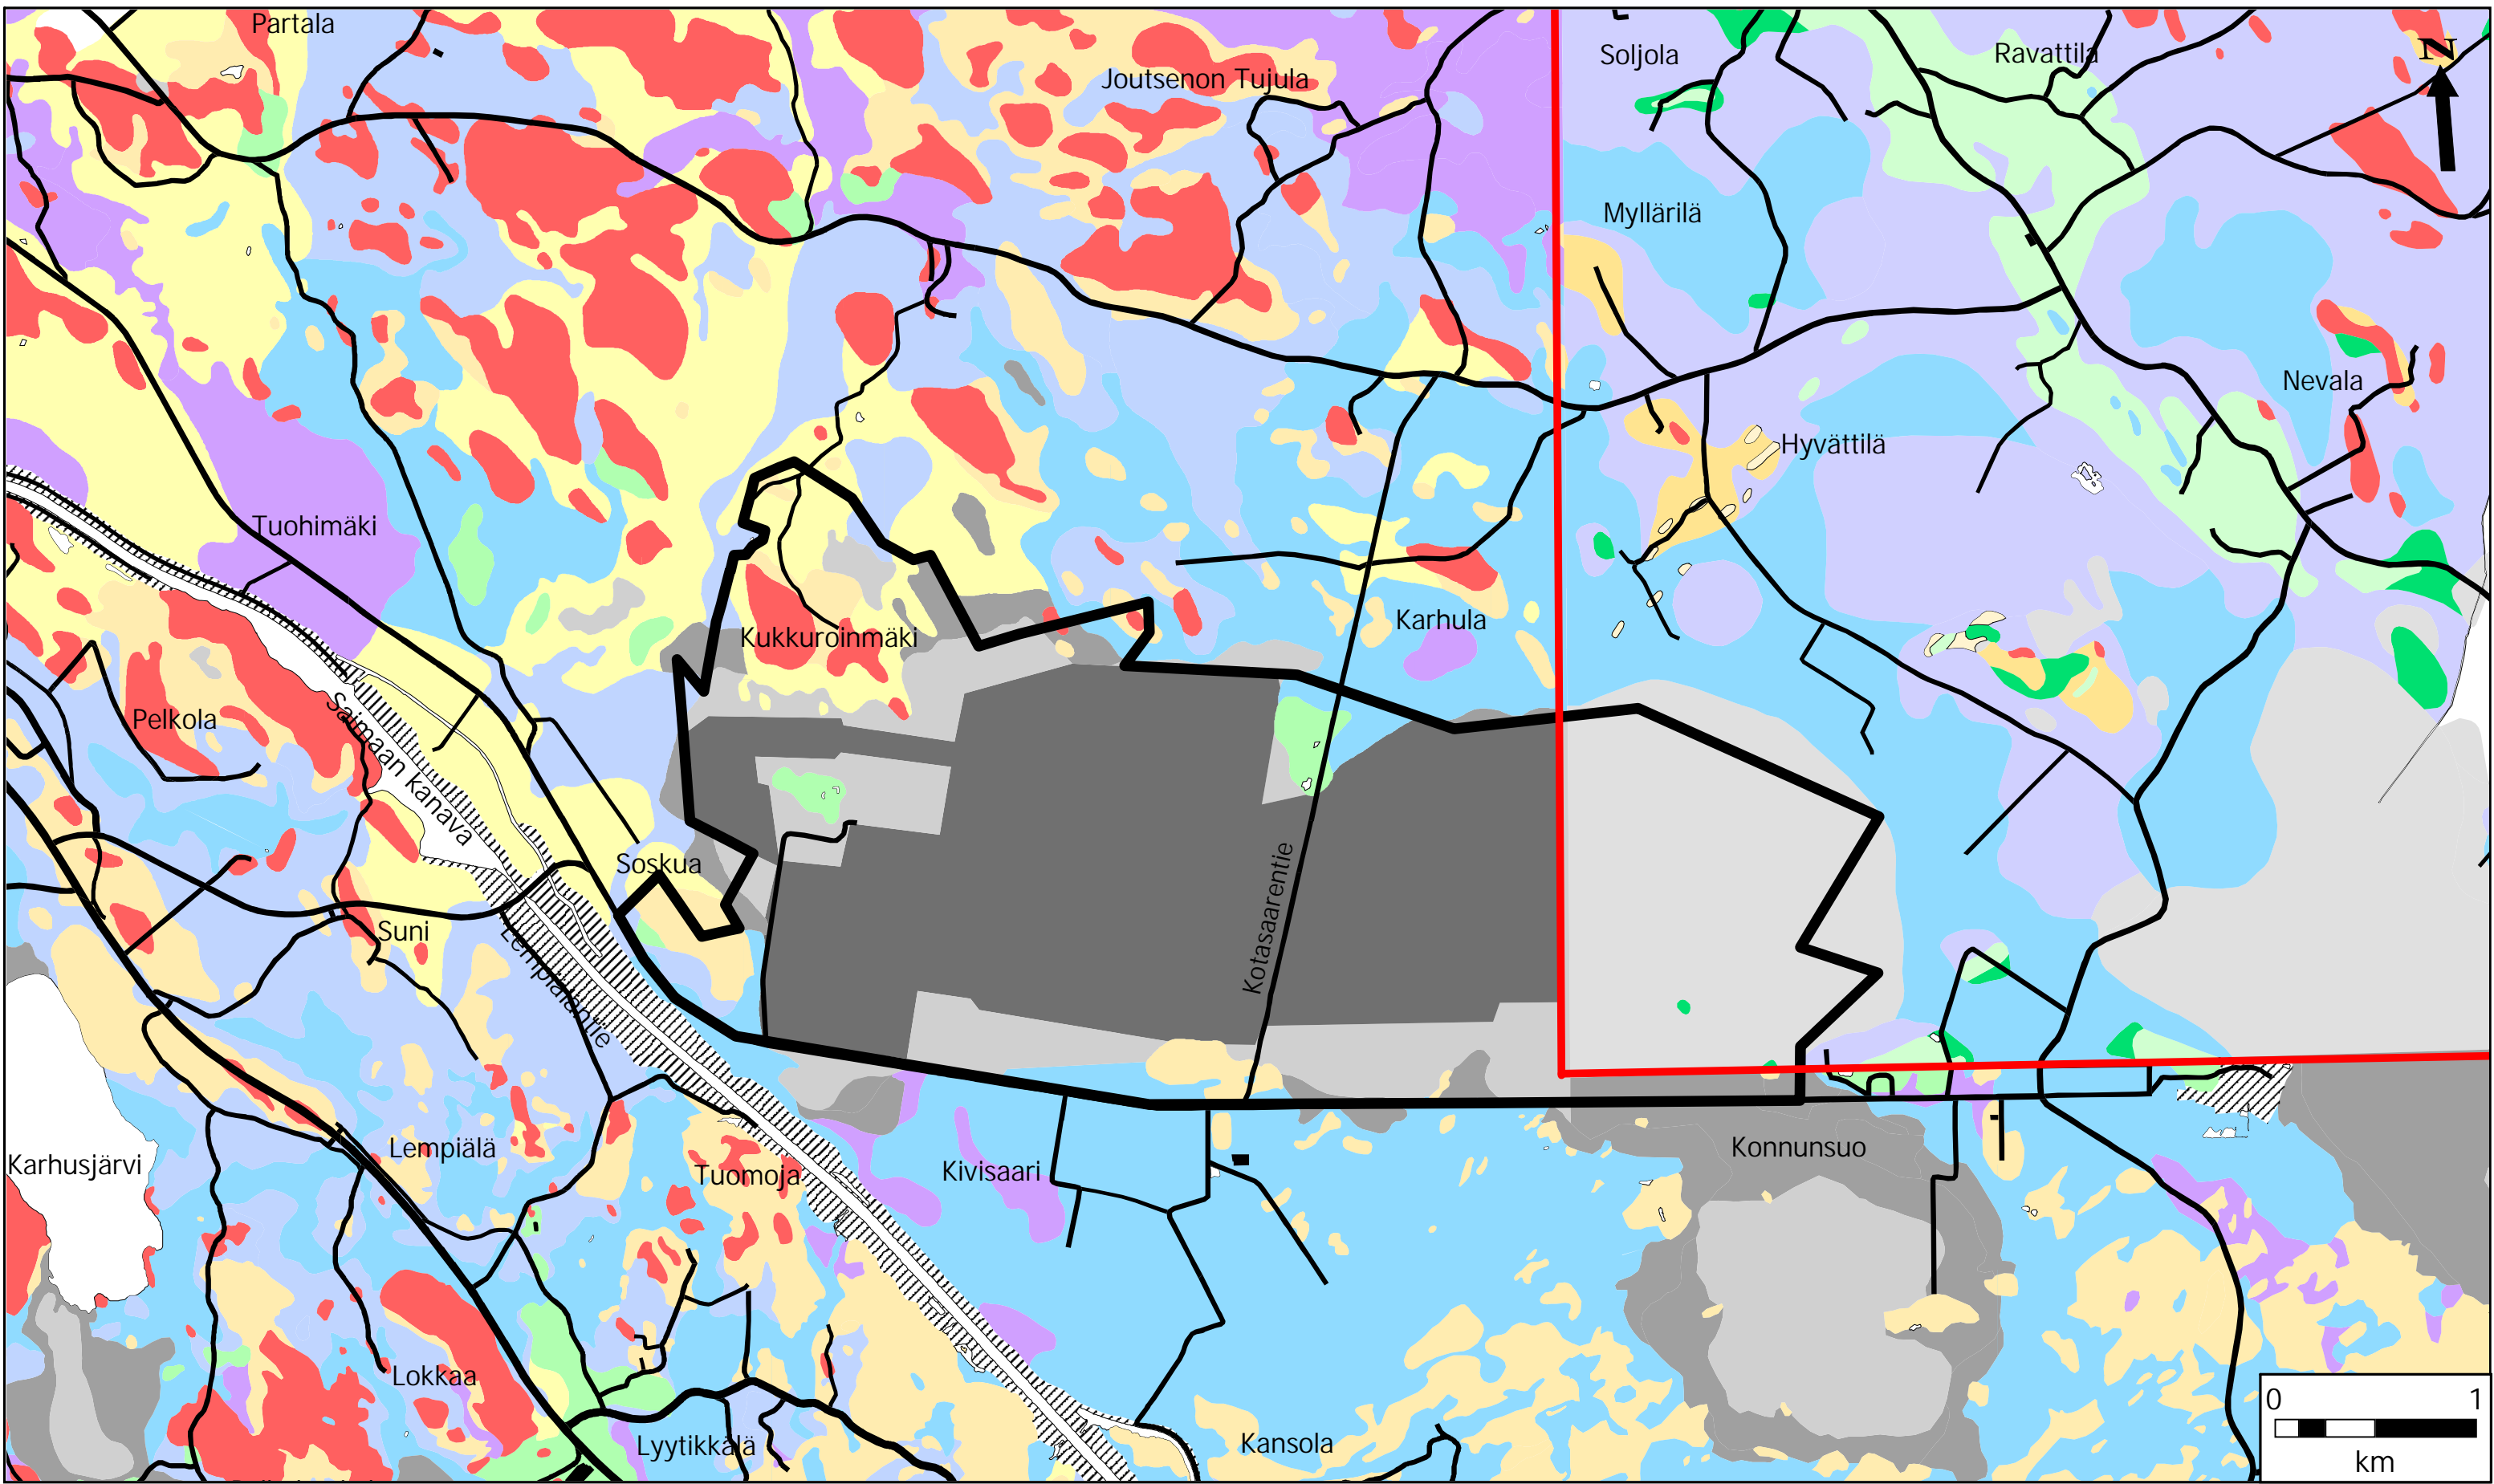 Partala
Soljola
Ravattila
N
Joutsenon Tujula
Myllärilä
Nevala
Hyvättilä
Tuohimäki
Karhula
Kukkuroinmäki
Pelkola
Saimaan kanava
Soskua
Kotasaarentie
Suni
Lempiäläntie
Lempiälä
Konnunsuo
Karhusjärvi
Tuomoja
Kivisaari
Lokkaa
Lyytikkälä
Kansola
0 1
km